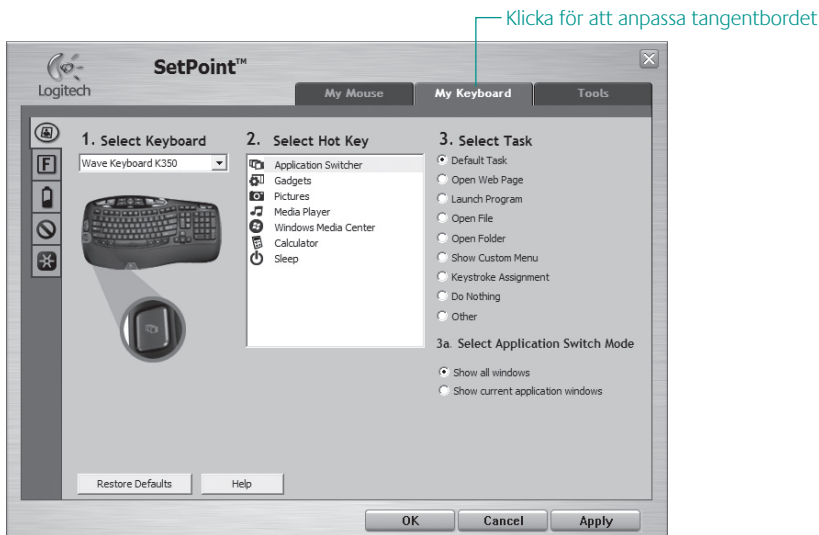 Klicka för att anpassa tangentbordet
Logitech
SetPoint™
My Mouse
My Keyboard
Tools
1. Select Keyboard
Wave Keyboard K350
2. Select Hot Key
Application Switcher
Gadgets
Pictures
Media Player
Windows Media Center
Calculator
Sleep
3. Select Task
Default Task
Open Web Page
Launch Program
Open File
Open Folder
Show Custom Menu
Keystroke Assignment
Do Nothing
Other
3a. Select Application Switch Mode
Show all windows
Show current application windows
Restore Defaults
Help
OK
Cancel
Apply